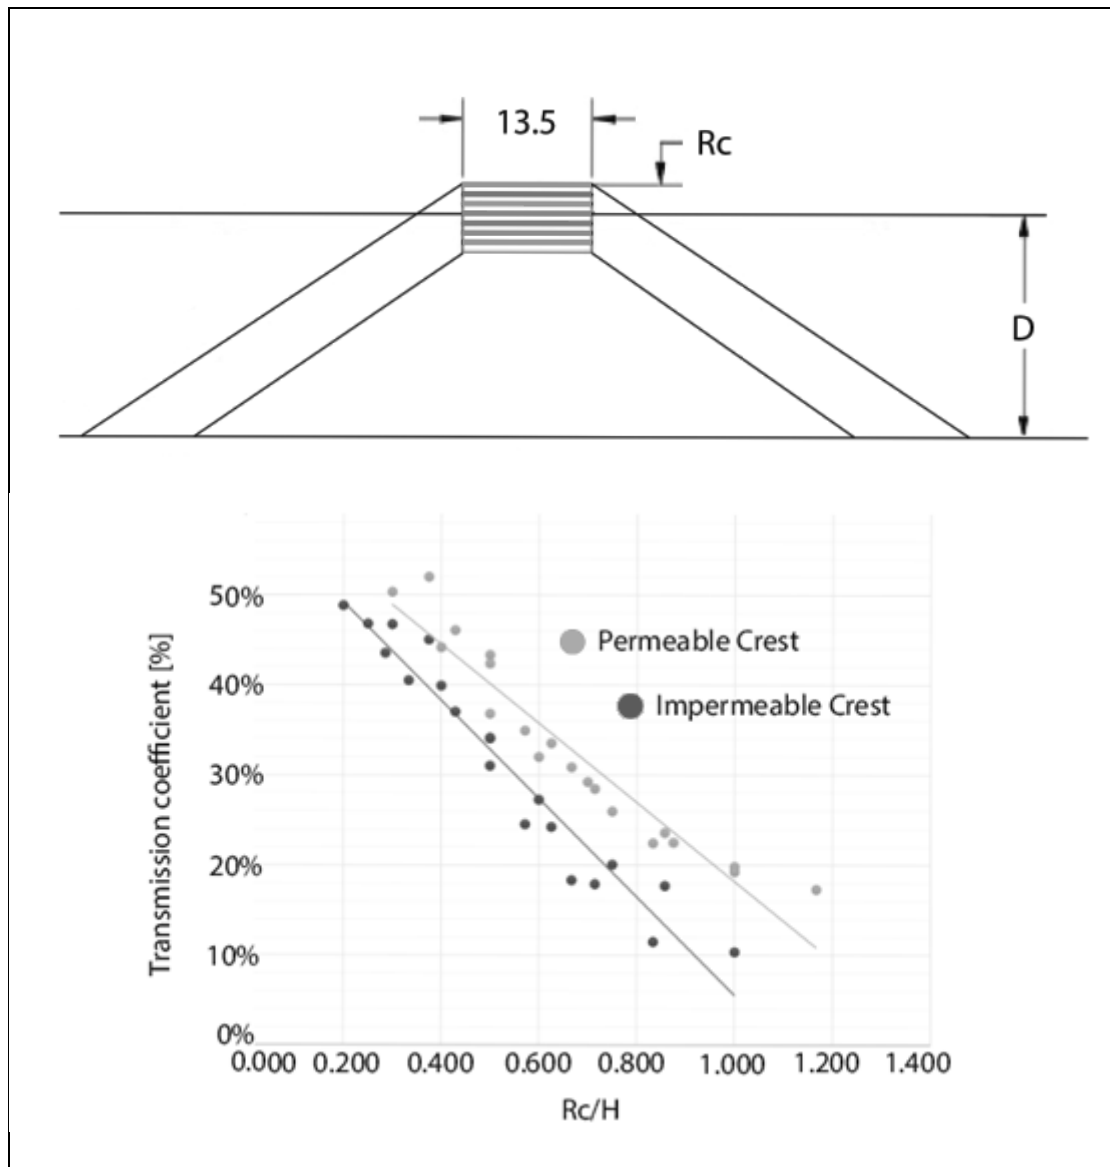 13.5
Rc
D
50%
40%
30%
20%
10%
0%
Transmission coefficient [%]
Permeable Crest
Impermeable Crest
0.000 0.200 0.400 0.600 0.800 1.000 1.200 1.400
Rc/H